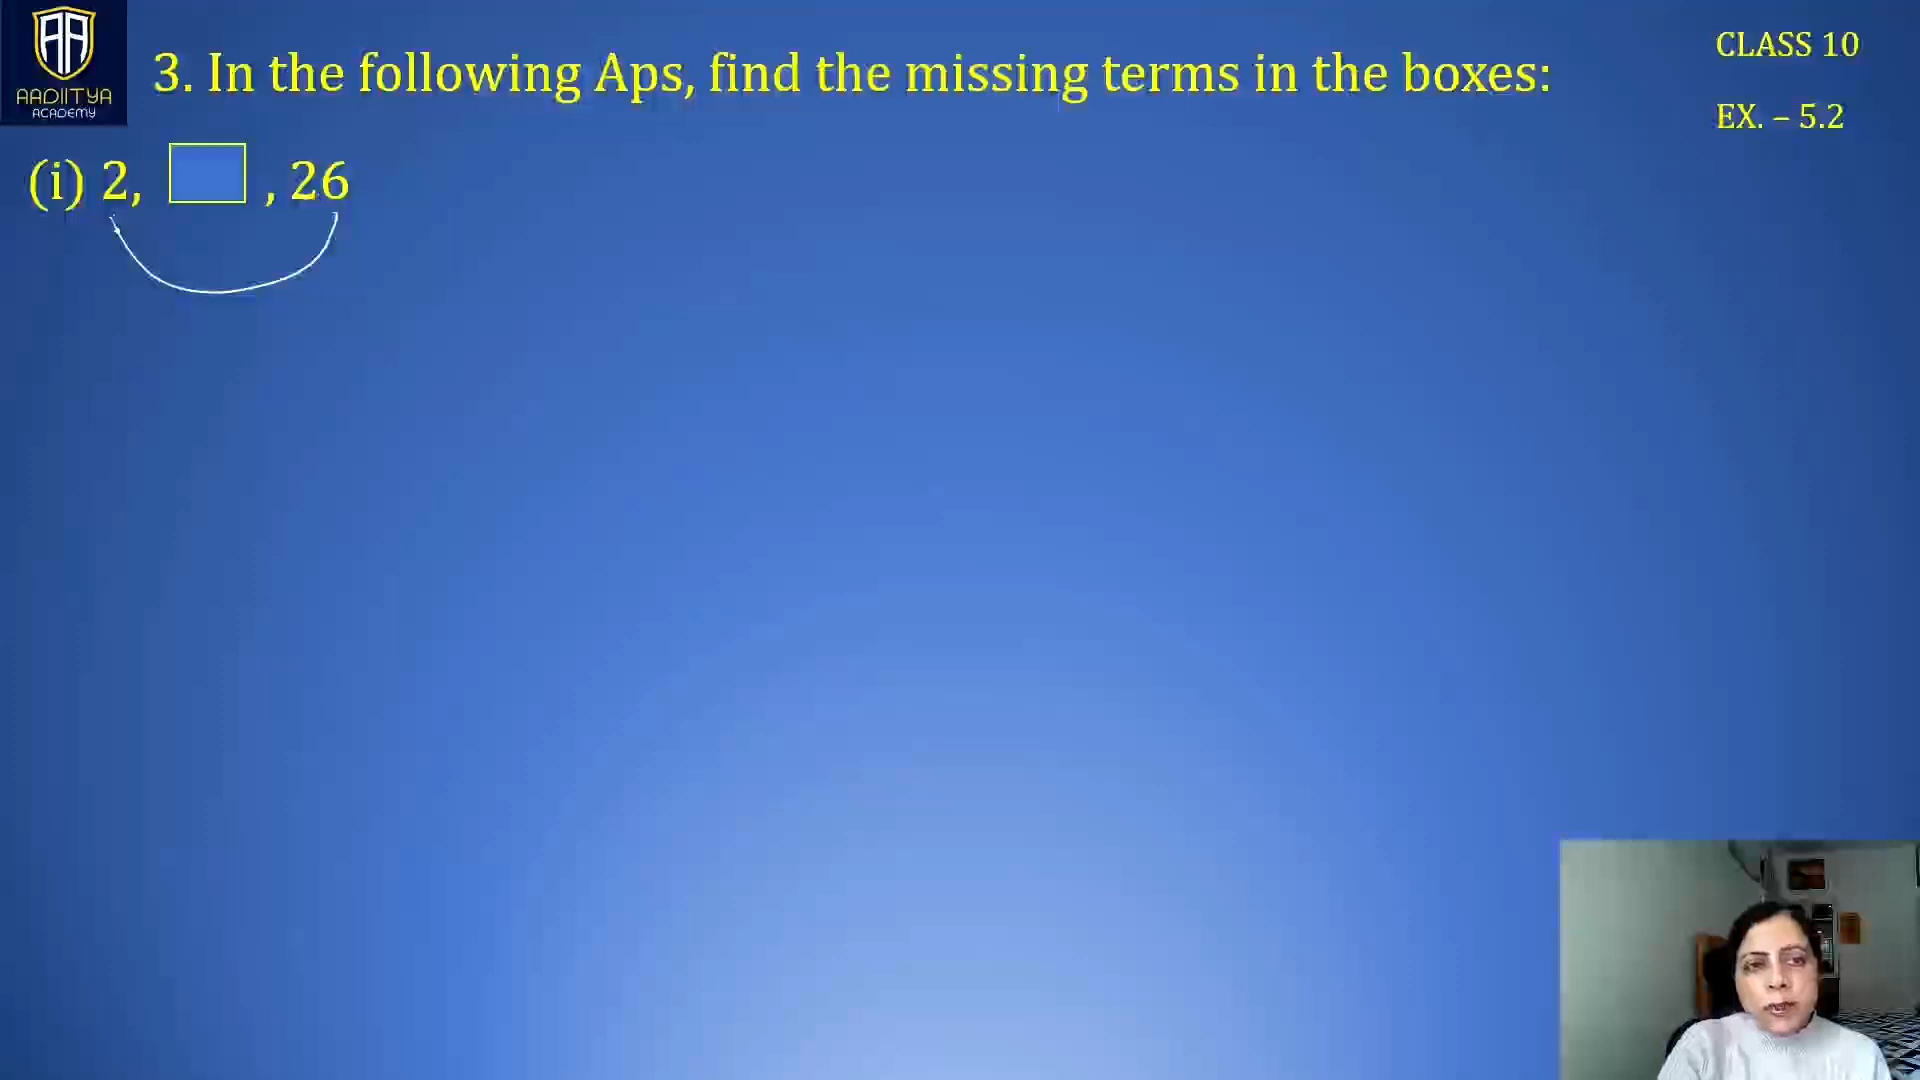 AADIITYA
ACADEMY
3. In the following Aps, find the missing terms in the boxes:
CLASS 10
EX. – 5.2
(i) 2, , 26